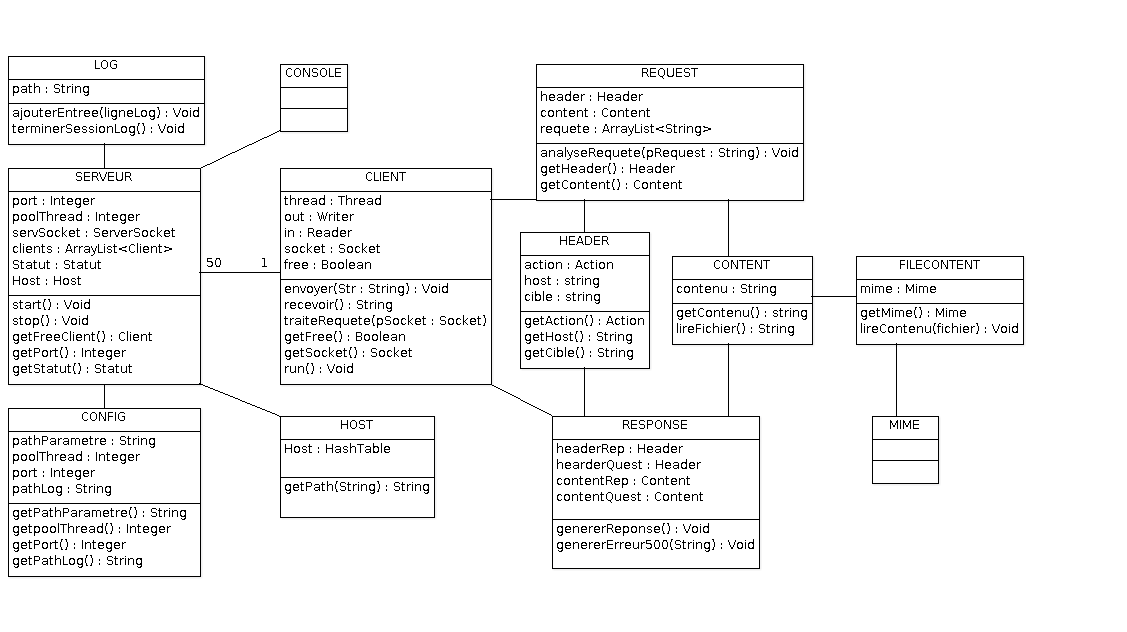 LOG
path : String
ajouterEntree(ligneLog) : Void
terminerSessionLog() : Void
CONSOLE
REQUEST
header : Header
content : Content
requete : ArrayList<String>
analyseRequete(pRequest : String) : Void
getHeader() : Header
getContent() : Content
SERVEUR
port : Integer
poolThread : Integer
servSocket : ServerSocket
clients : ArrayList<Client>
Statut : Statut
Host : Host
start() : Void
stop() : Void
getFreeClient() : Client
getPort() : Integer
getStatut() : Statut
50
1
CLIENT
thread : Thread
out : Writer
in : Reader
socket : Socket
free : Boolean
envoyer(Str : String) : Void
recevoir() : String
traiteRequete(pSocket : Socket)
getFree() : Boolean
getSocket() : Socket
run() : Void
HEADER
action : Action
host : string
cible : string
getAction() : Action
getHost() : String
getCible() : String
CONTENT
contenu : String
getContenu() : string
lireFichier() : String
FILECONTENT
mime : Mime
getMime() : Mime
lireContenu(fichier) : Void
CONFIG
pathParametre : String
poolThread : Integer
port : Integer
pathLog : String
getPathParametre() : String
getpoolThread() : Integer
getPort() : Integer
getPathLog() : String
HOST
Host : HashTable
getPath(String) : String
RESPONSE
headerRep : Header
hearderQuest : Header
contentRep : Content
contentQuest : Content
genererReponse() : Void
genererErreur500(String) : Void
MIME